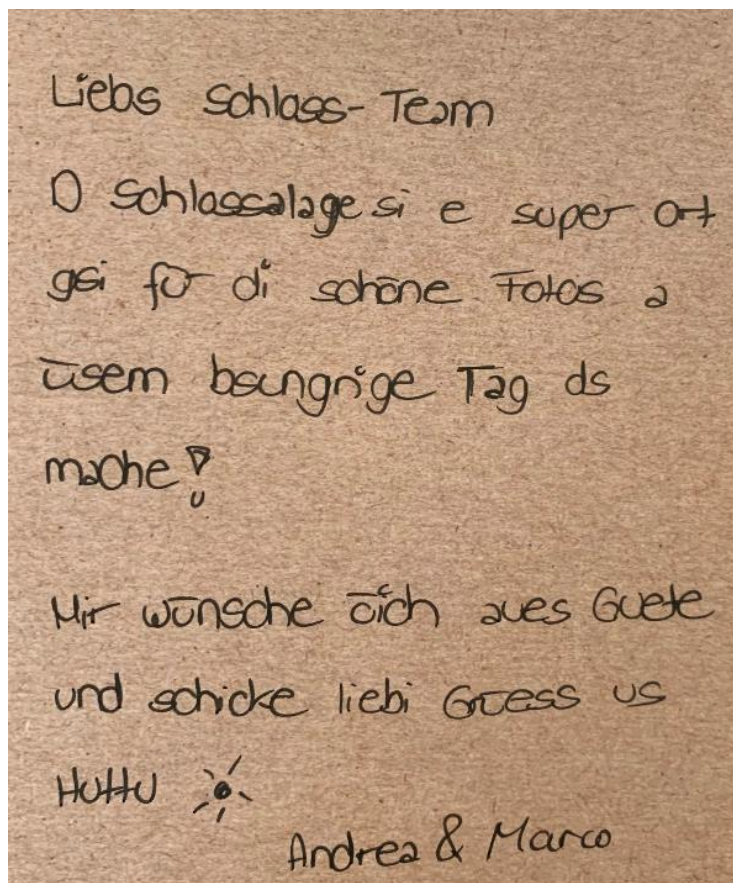 Liebs Schloss-Team
D Schlossalage si e super Ort
gsi für di schöne Fotos a
üsem bsungrige Tag ds
mache!
Mir wünsche öich aues Guete
und schicke liebi Grüess us
Huttu
Andrea & Marco